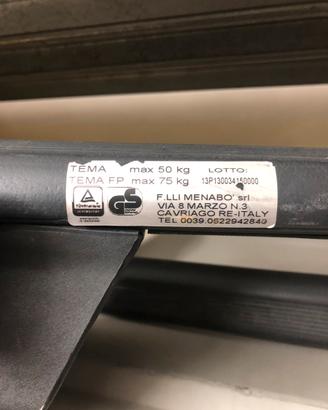 TEMA max 50 kg LOTTO:
TEMA FP max 75 kg 13P130034150000
GS
F.LLI MENABO' srl
VIA 8 MARZO N.3
CAVRIAGO RE-ITALY
TEL 0039.0522942840